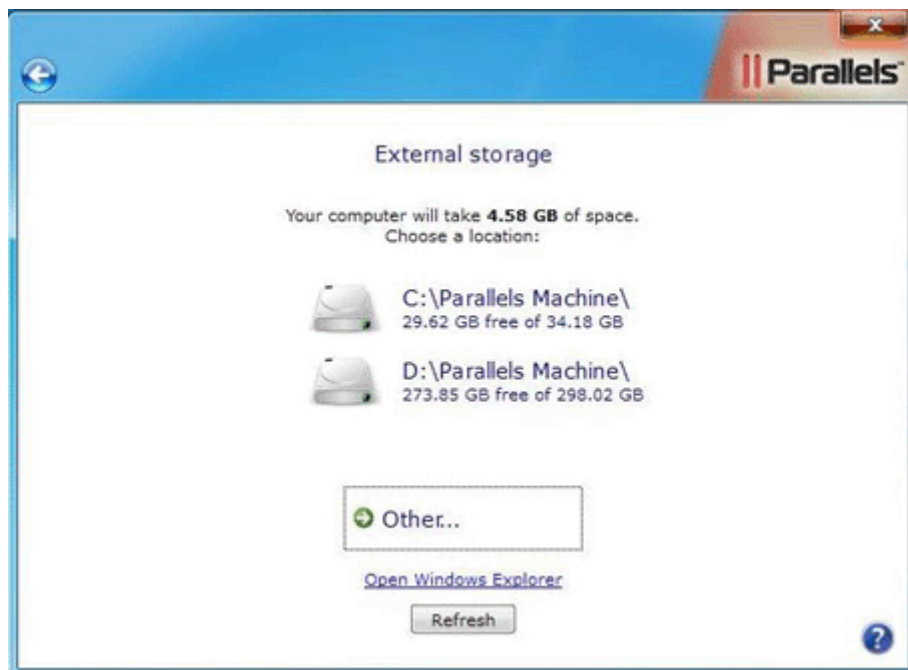 x
Parallels™
External storage
Your computer will take 4.58 GB of space.
Choose a location:
C:\Parallels Machine\
29.62 GB free of 34.18 GB
D:\Parallels Machine\
273.85 GB free of 298.02 GB
Other...
Open Windows Explorer
Refresh
?